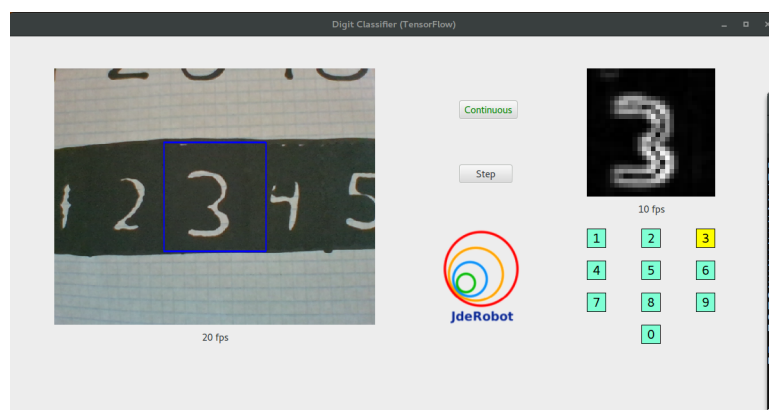 Digit Classifier (TensorFlow)
1 2 3 4 5
20 fps
Continuous
Step
JdeRobot
3
10 fps
1 2 3
4 5 6
7 8 9
0